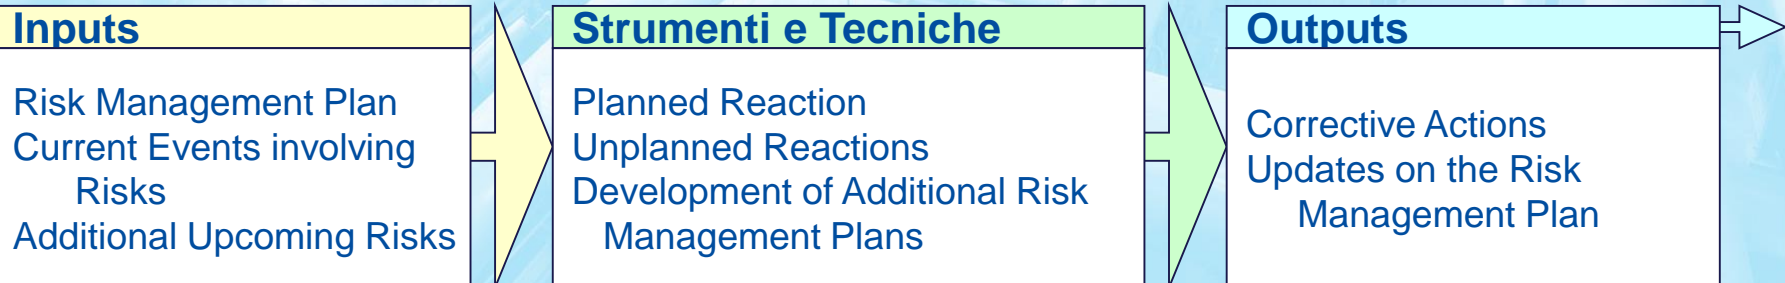 Inputs
Risk Management Plan
Current Events involving
Risks
Additional Upcoming Risks
Strumenti e Tecniche
Planned Reaction
Unplanned Reactions
Development of Additional Risk
Management Plans
Outputs
Corrective Actions
Updates on the Risk
Management Plan